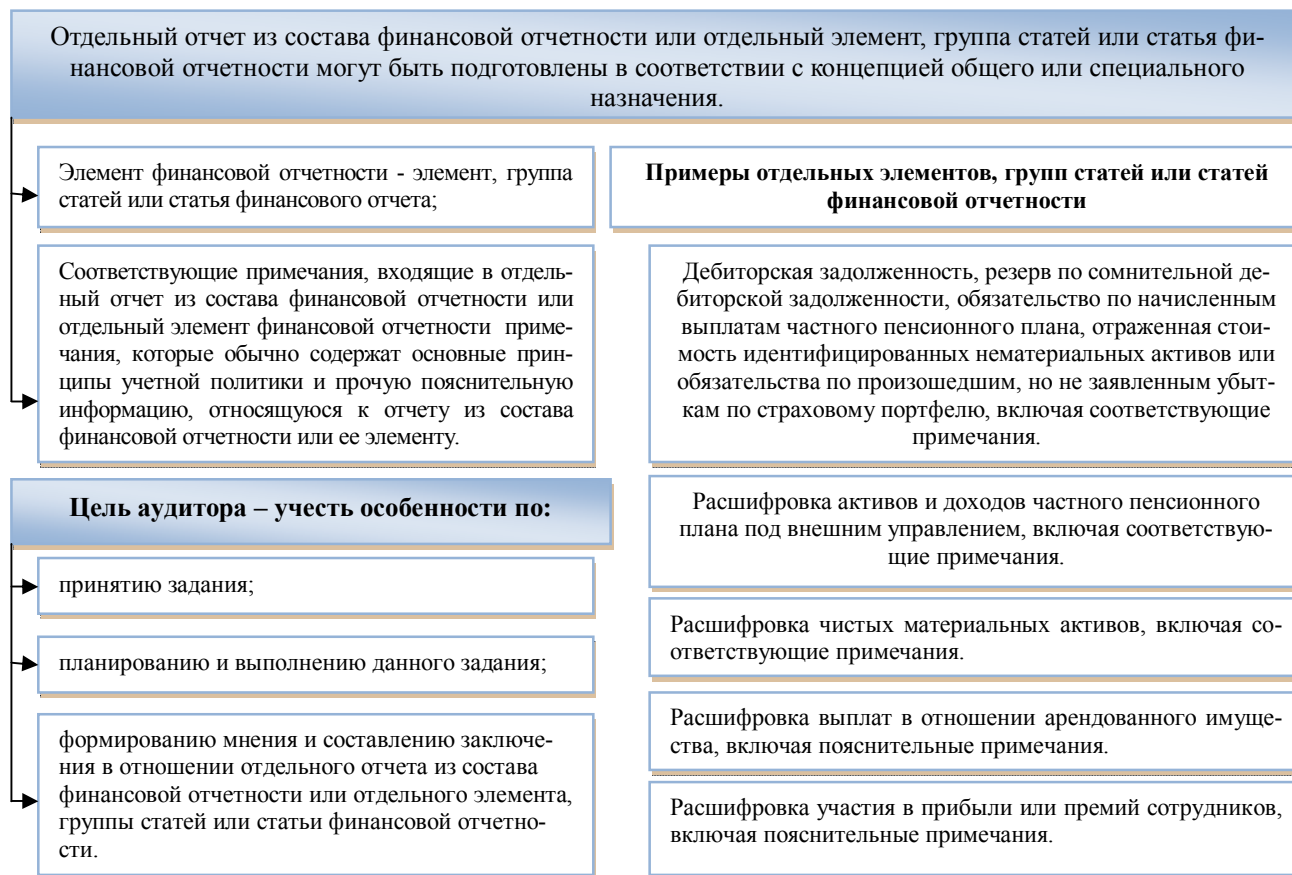 Отдельный отчет из состава финансовой отчетности или отдельный элемент, группа статей или статья фи-
нансовой отчетности могут быть подготовлены в соответствии с концепцией общего или специального
назначения.
Элемент финансовой отчетности - элемент, группа
статей или статья финансового отчета;
Соответствующие примечания, входящие в отдель-
ный отчет из состава финансовой отчетности или
отдельный элемент финансовой отчетности приме-
чания, которые обычно содержат основные прин-
ципы учетной политики и прочую пояснительную
информацию, относящуюся к отчету из состава
финансовой отчетности или ее элементу.
Цель аудитора – учесть особенности по:
принятию задания;
планированию и выполнению данного задания;
формированию мнения и составлению заключе-
ния в отношении отдельного отчета из состава
финансовой отчетности или отдельного элемента,
группы статей или статьи финансовой отчетно-
сти.
Примеры отдельных элементов, групп статей или статей
финансовой отчетности
Дебиторская задолженность, резерв по сомнительной де-
биторской задолженности, обязательство по начисленным
выплатам частного пенсионного плана, отраженная стои-
мость идентифицированных нематериальных активов или
обязательства по произошедшим, но не заявленным убыт-
кам по страховому портфелю, включая соответствующие
примечания.
Расшифровка активов и доходов частного пенсионного
плана под внешним управлением, включая соответствую-
щие примечания.
Расшифровка чистых материальных активов, включая со-
ответствующие примечания.
Расшифровка выплат в отношении арендованного имуще-
ства, включая пояснительные примечания.
Расшифровка участия в прибыли или премий сотрудников,
включая пояснительные примечания.